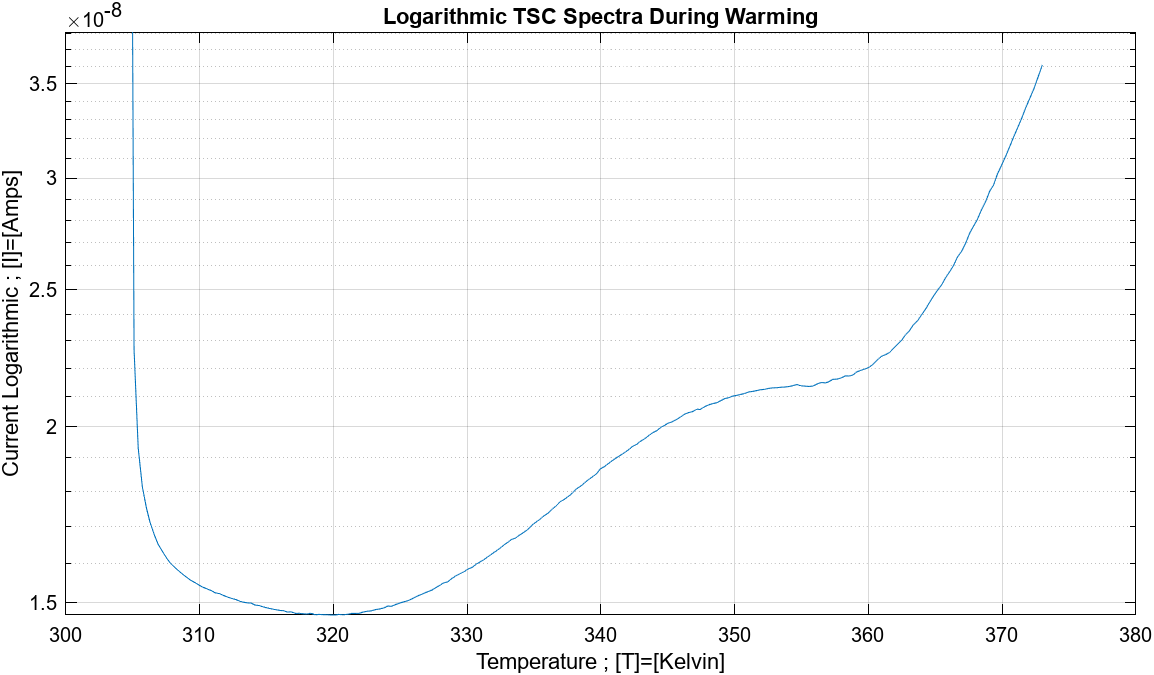 Logarithmic TSC Spectra During Warming
×10-8
3.5
3
2.5
2
1.5
Current Logarithmic ; [I]=[Amps]
300 310 320 330 340 350 360 370 380
Temperature ; [T]=[Kelvin]